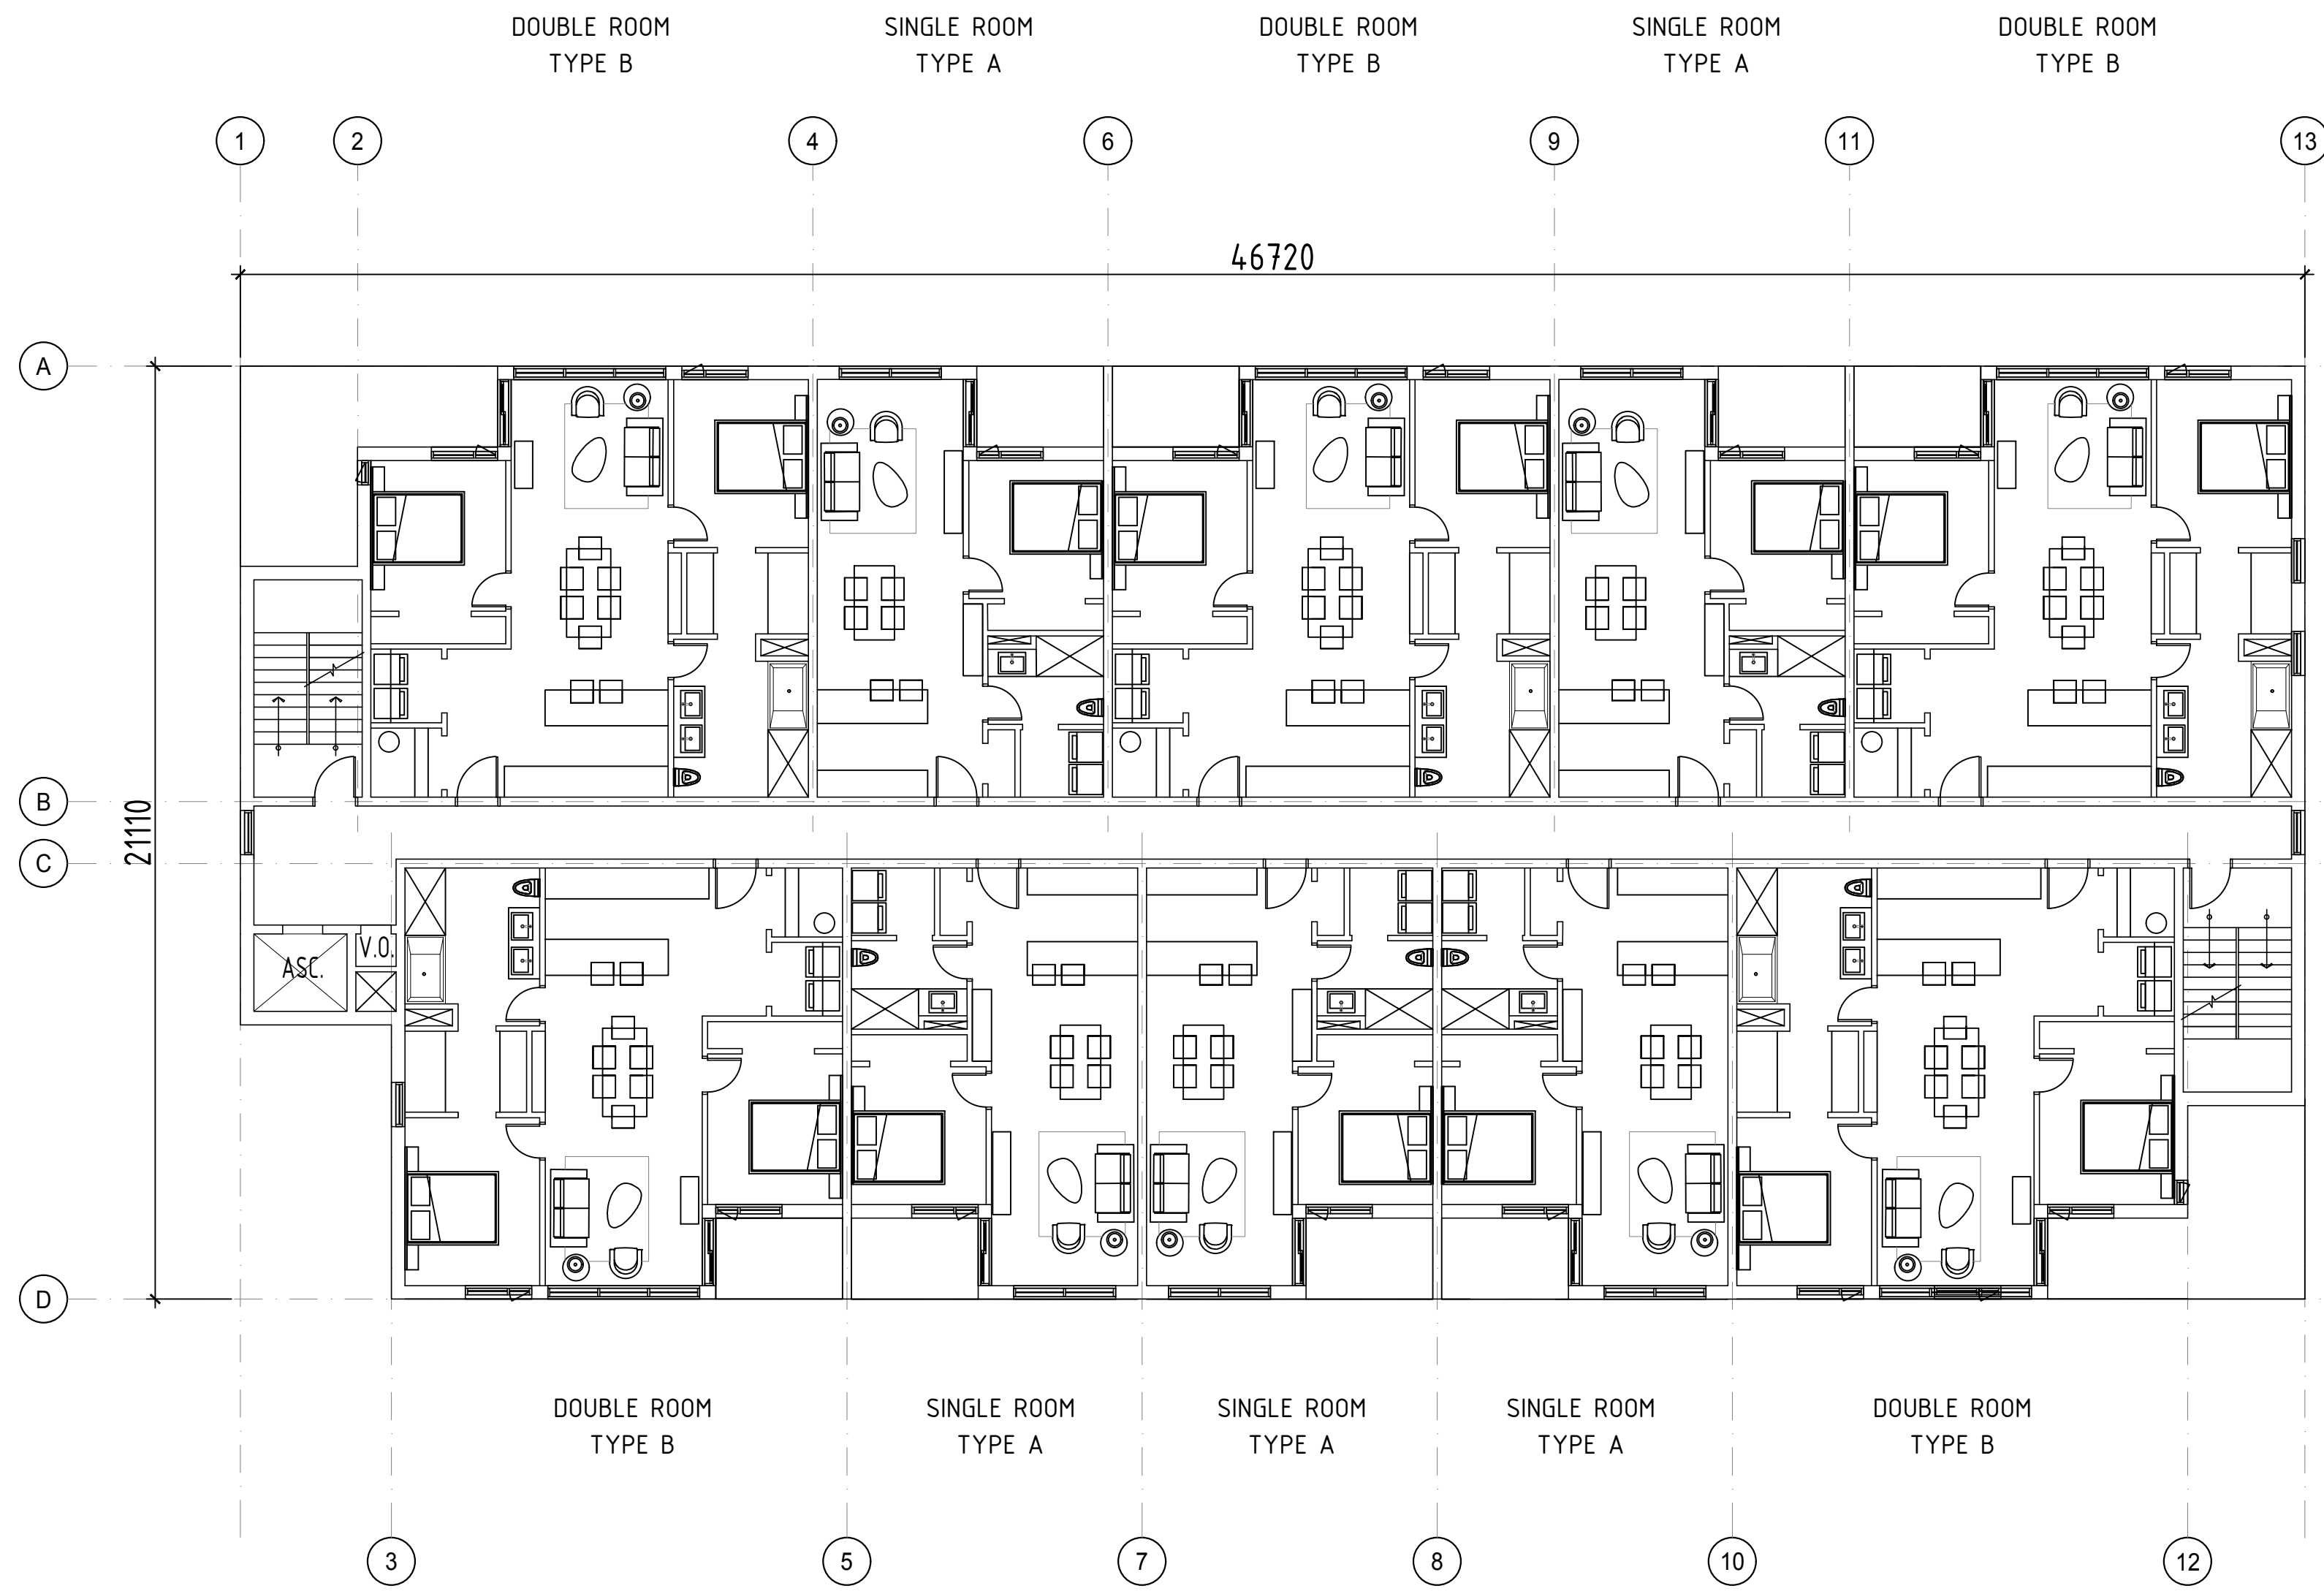 DOUBLE ROOM
TYPE B
SINGLE ROOM
TYPE A
DOUBLE ROOM
TYPE B
SINGLE ROOM
TYPE A
DOUBLE ROOM
TYPE B
1
2
4
6
9
11
13
46720
A
B
21110
C
ASC.
V.O.
D
DOUBLE ROOM
TYPE B
SINGLE ROOM
TYPE A
SINGLE ROOM
TYPE A
SINGLE ROOM
TYPE A
DOUBLE ROOM
TYPE B
3
5
7
8
10
12